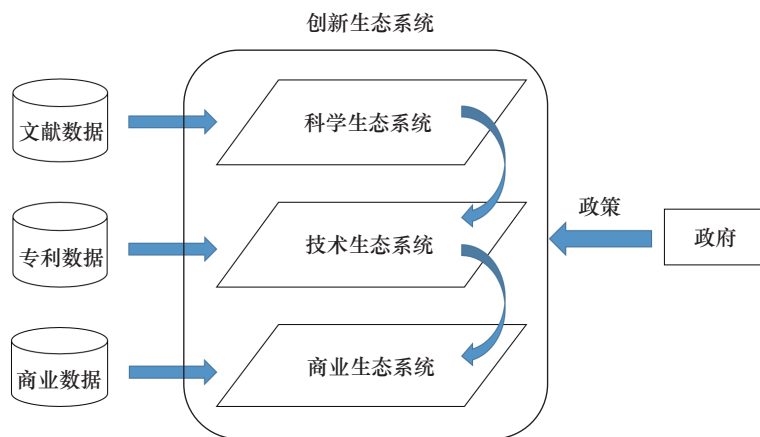 创新生态系统
文献数据
科学生态系统
政策
专利数据
技术生态系统
政府
商业数据
商业生态系统